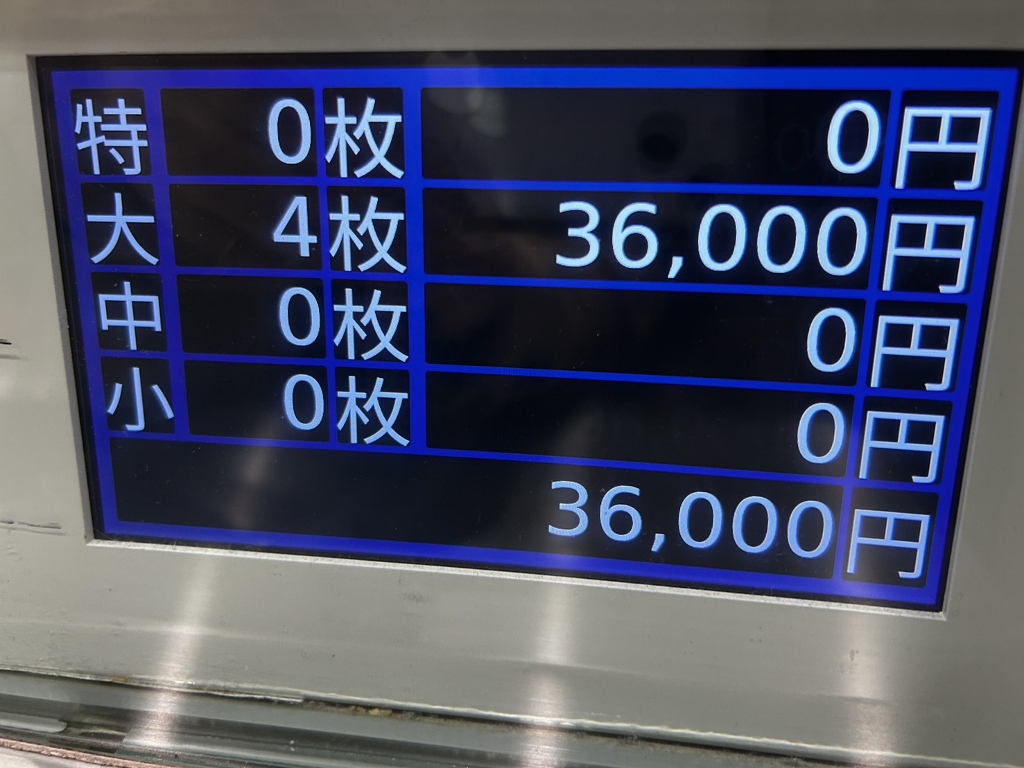 特 0枚 0円
大 4枚 36,000円
中 0枚 0円
小 0枚 0円
36,000円